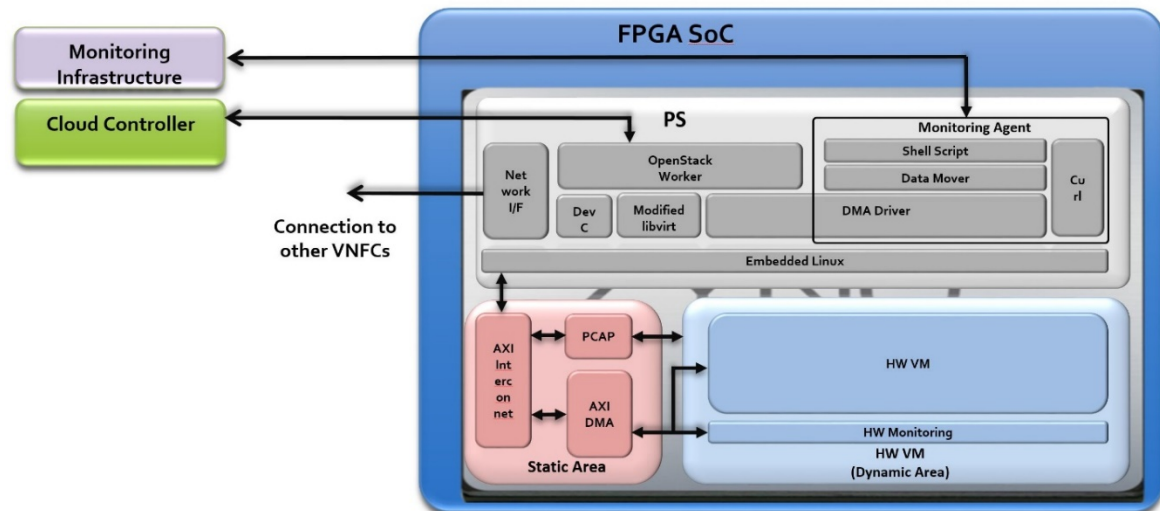 FPGA SoC
Monitoring
Infrastructure
Cloud Controller
PS
Monitoring Agent
Shell Script
Data Mover
Cu
rl
OpenStack
Worker
Net
work
I/F
Dev
C
Modified
libvirt
DMA Driver
Connection to
other VNFCs
Embedded Linux
AXI
Int
erc
on
net
PCAP
AXI
DMA
Static Area
HW VM
HW Monitoring
HW VM
(Dynamic Area)